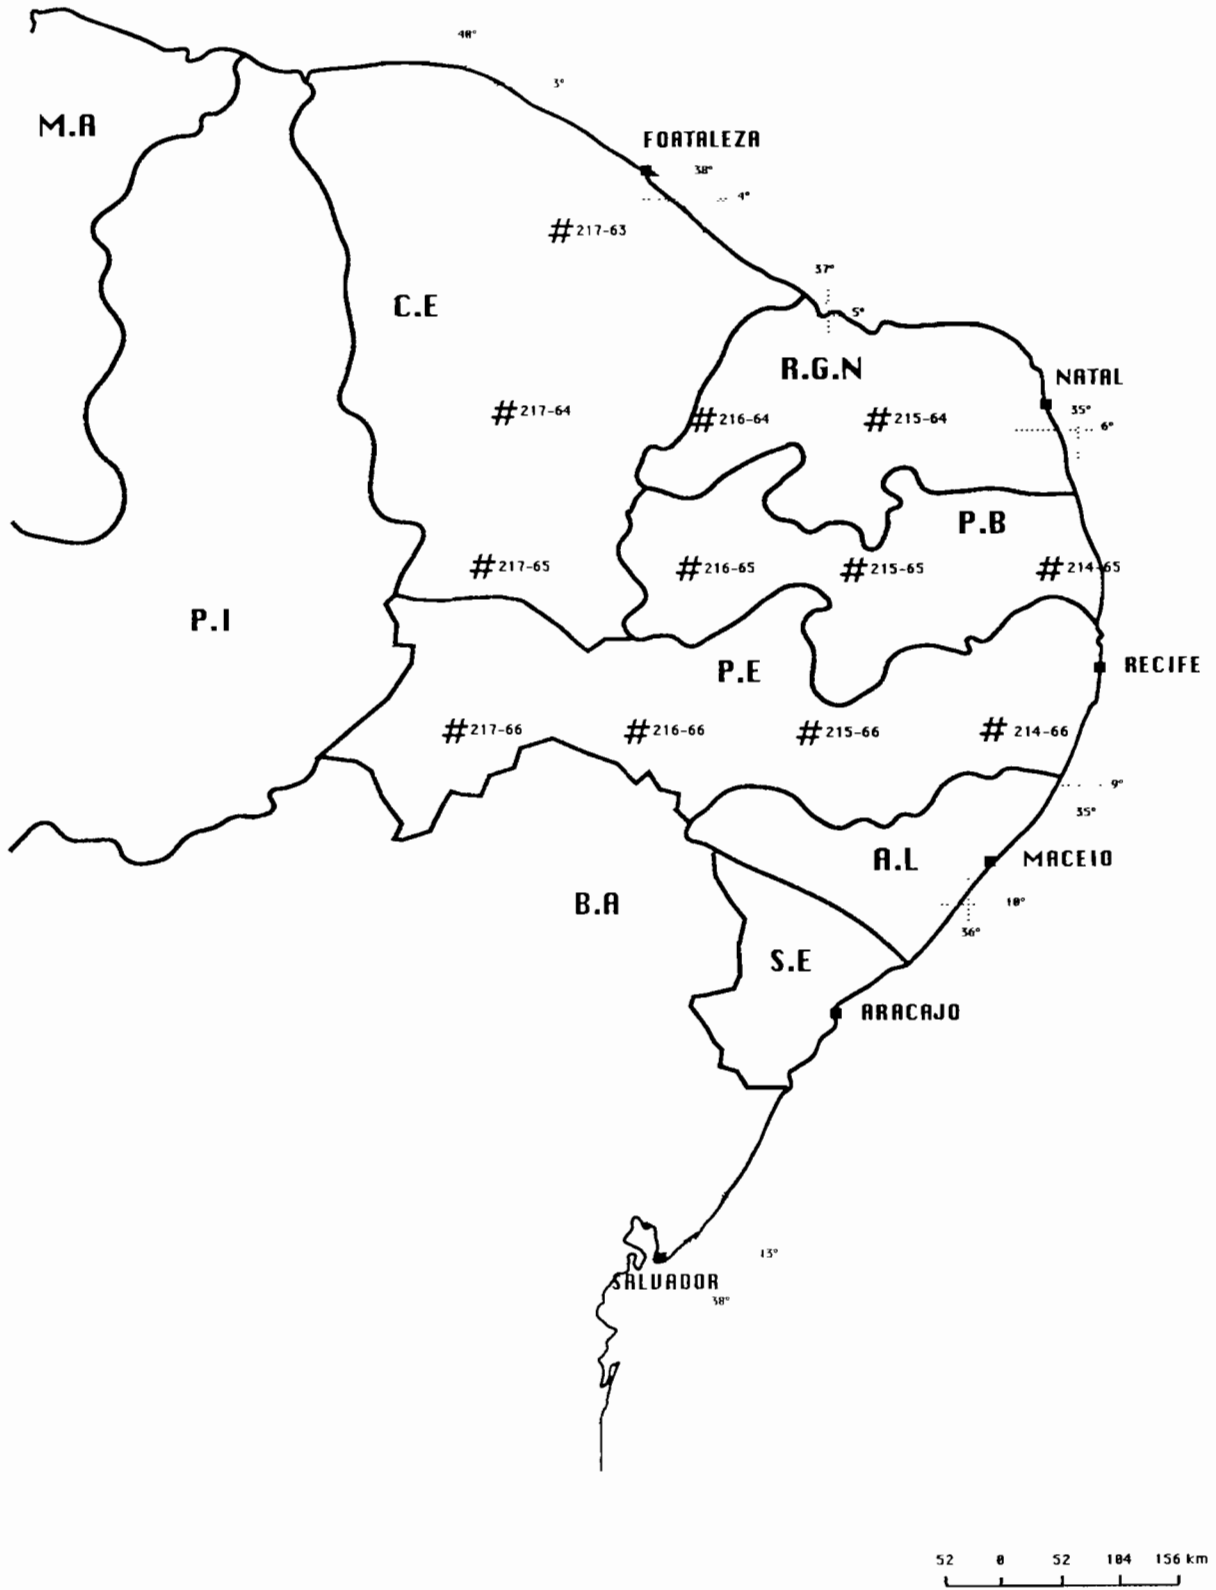 40°
3°
M.A
FORTALEZA
38°
4°
#217-63
37°
C.E
5°
R.G.N
NATAL
35°
#217-64
#216-64
#215-64
6°
P.B
#217-65
#216-65
#215-65
#214-65
P.I
P.E
RECIFE
#217-66
#216-66
#215-66
#214-66
9°
35°
A.L
MACEIO
B.A
10°
36°
S.E
ARACAJO
13°
SALVADOR
38°
52 0 52 104 156 km